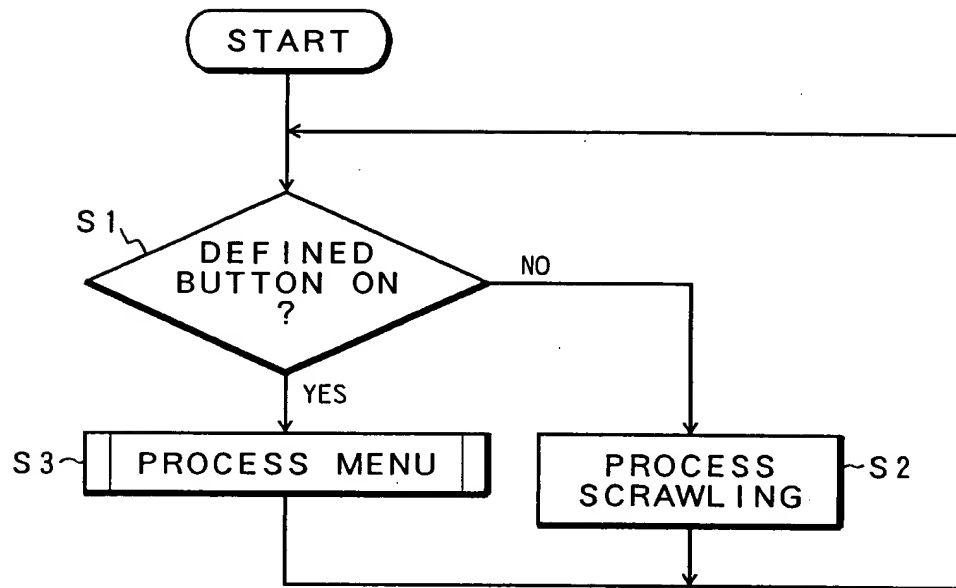 START
S1
DEFINED
BUTTON ON
?
NO
YES
S3
PROCESS MENU
PROCESS
SCRAWLING
S2